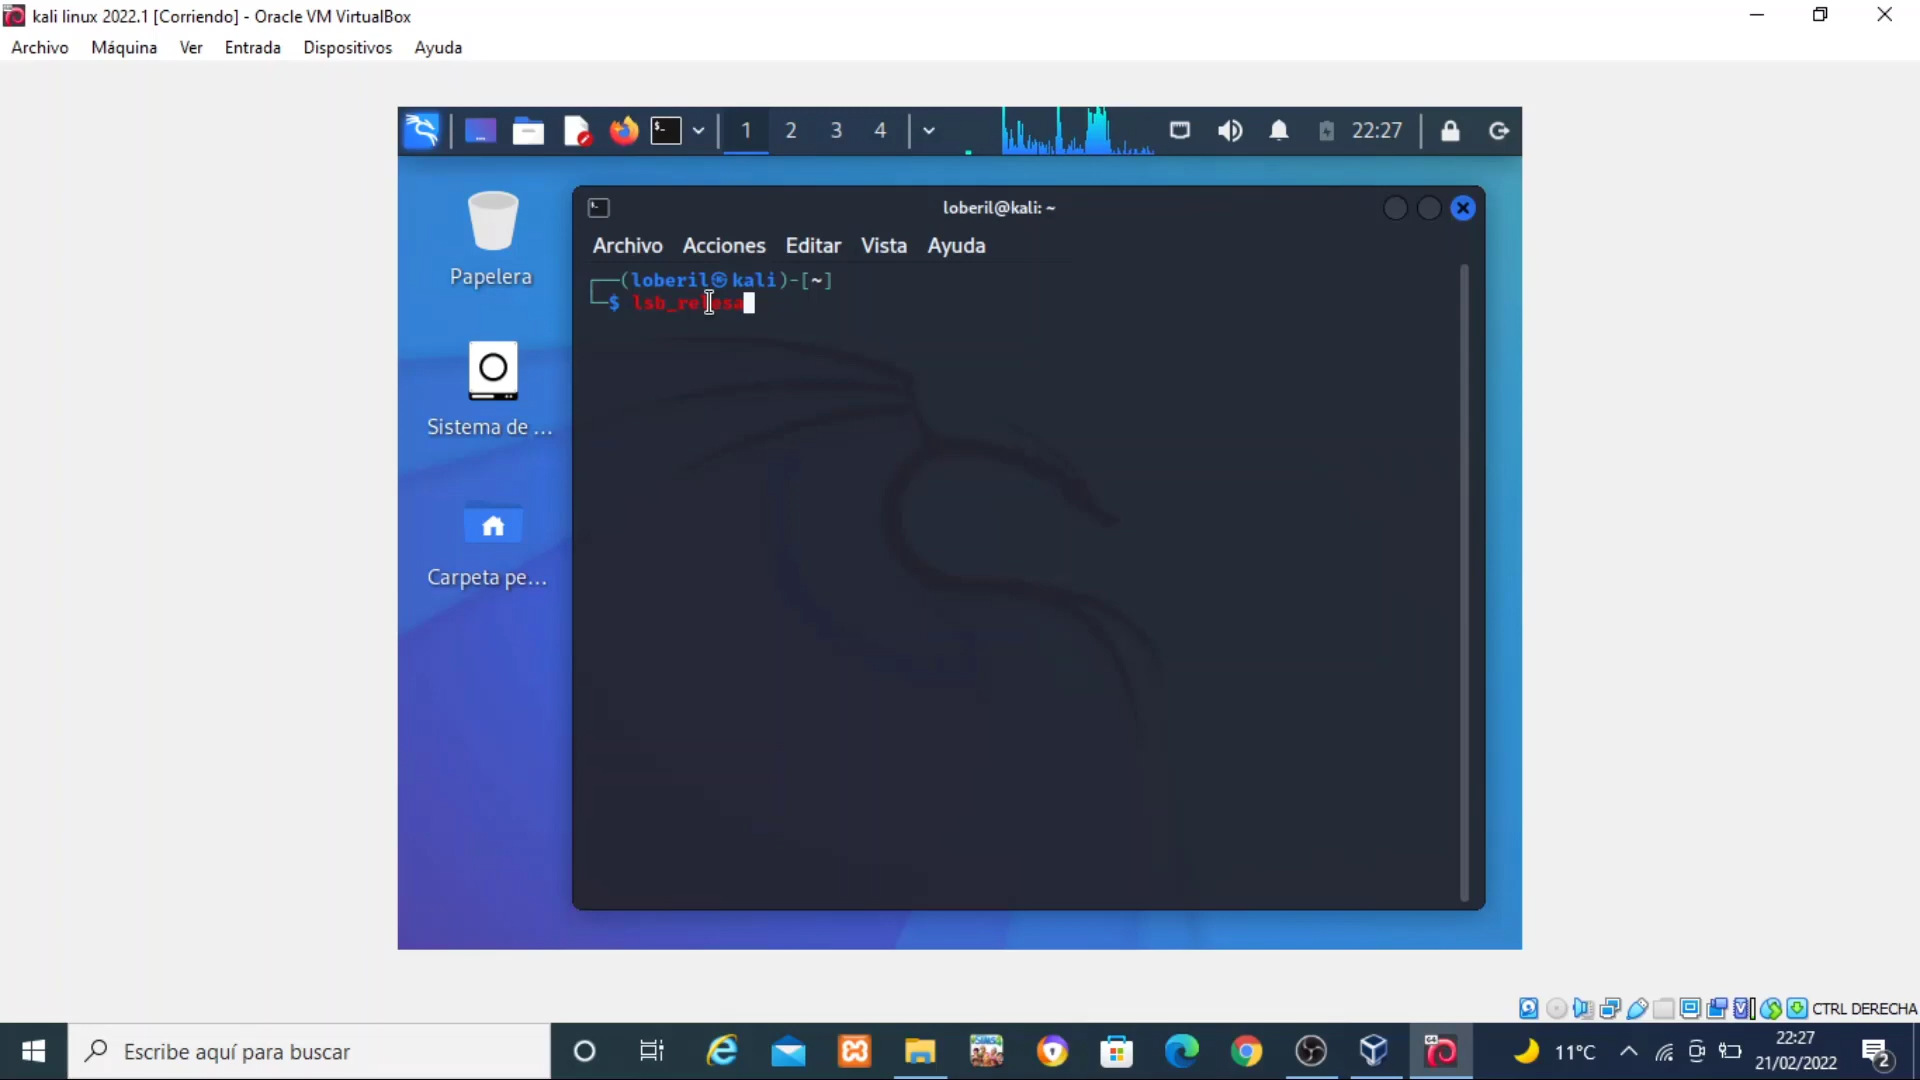 kali linux 2022.1 [Corriendo] - Oracle VM VirtualBox
Archivo Máquina Ver Entrada Dispositivos Ayuda
1 2 3 4 22:27
Papelera
Sistema de ...
Carpeta pe...
loberil@kali: ~
Archivo Acciones Editar Vista Ayuda
(loberil㉿kali)-[~]
$ lsb_relesa
CTRL DERECHA
Escribe aquí para buscar
11°C
22:27
21/02/2022
2